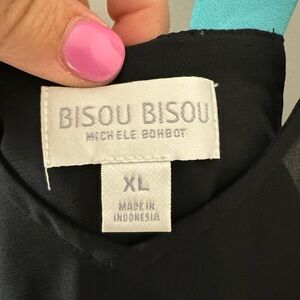 BISOU BISOU
MICHELE BOHBOT
XL
MADE IN
INDONESIA